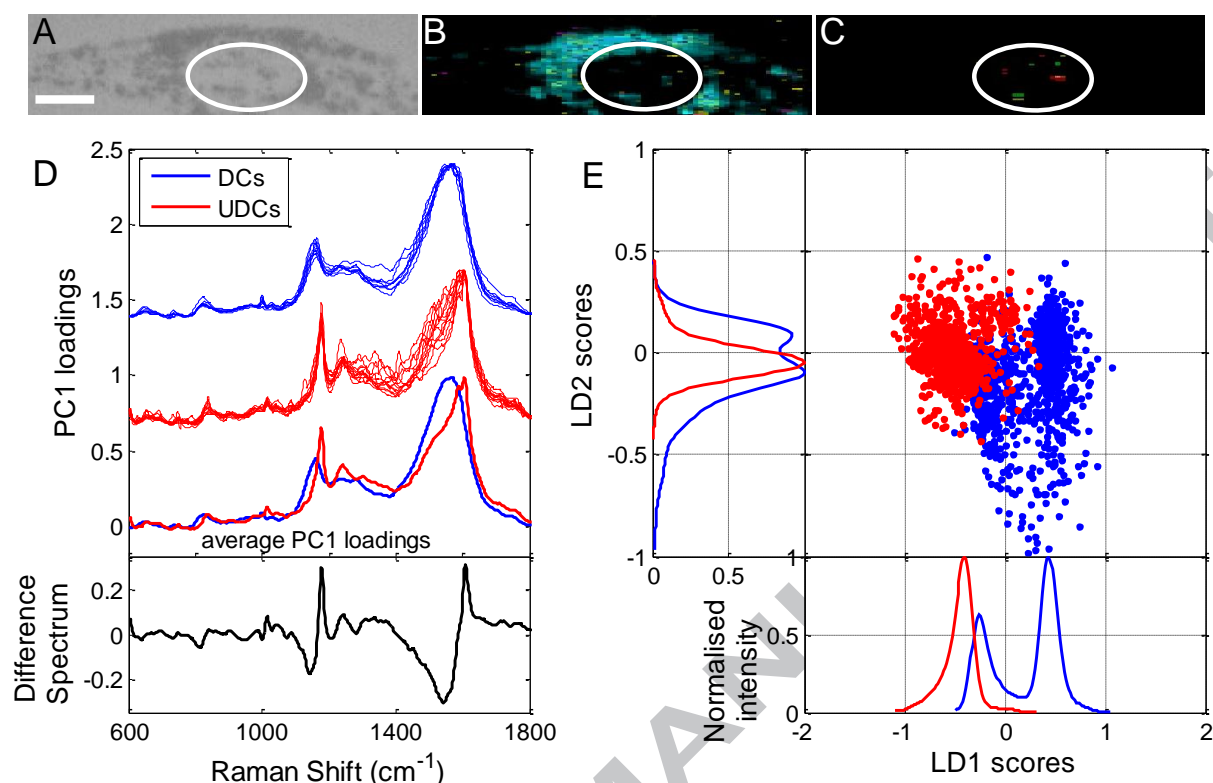 A
B
C
D
DCs
UDCs
2.5
2
1.5
1
0.5
0
PC1 loadings
average PC1 loadings
0.2
0
-0.2
Difference
Spectrum
600
1000
1400
1800
Raman Shift (cm-1)
E
1
0.5
0
-0.5
-1
LD2 scores
0
0.5
1
Normalised
intensity
1
0.5
0
-2
-1
0
1
2
LD1 scores